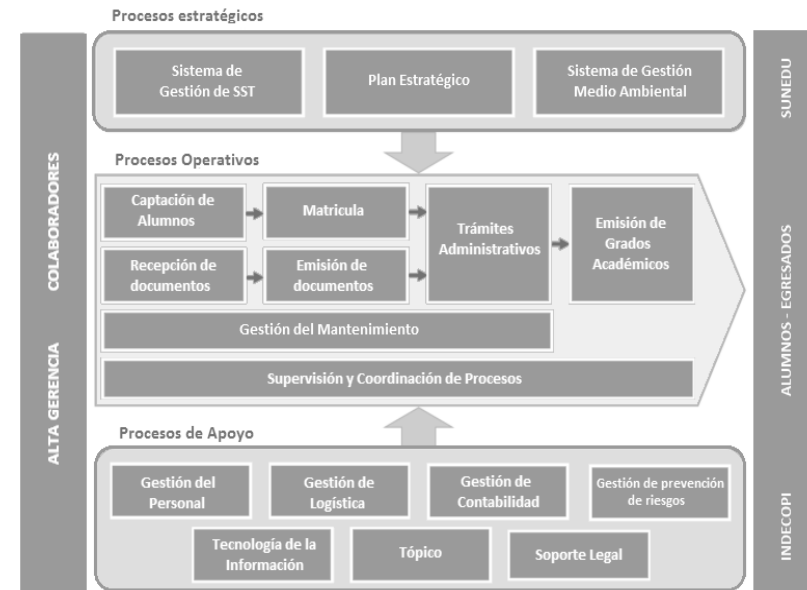 Procesos estratégicos
Sistema de
Gestión de SST
Plan Estratégico
Sistema de Gestión
Medio Ambiental
COLABORADORES
ALTA GERENCIA
SUNEDU
ALUMNOS - EGRESADOS
INDECOPI
Procesos Operativos
Captación de
Alumnos
Matricula
Trámites
Administrativos
Emisión de
Grados
Académicos
Recepción de
documentos
Emisión de
documentos
Gestión del Mantenimiento
Supervisión y Coordinación de Procesos
Procesos de Apoyo
Gestión del
Personal
Gestión de
Logística
Gestión de
Contabilidad
Gestión de prevención
de riesgos
Tecnología de la
Información
Tópico
Soporte Legal